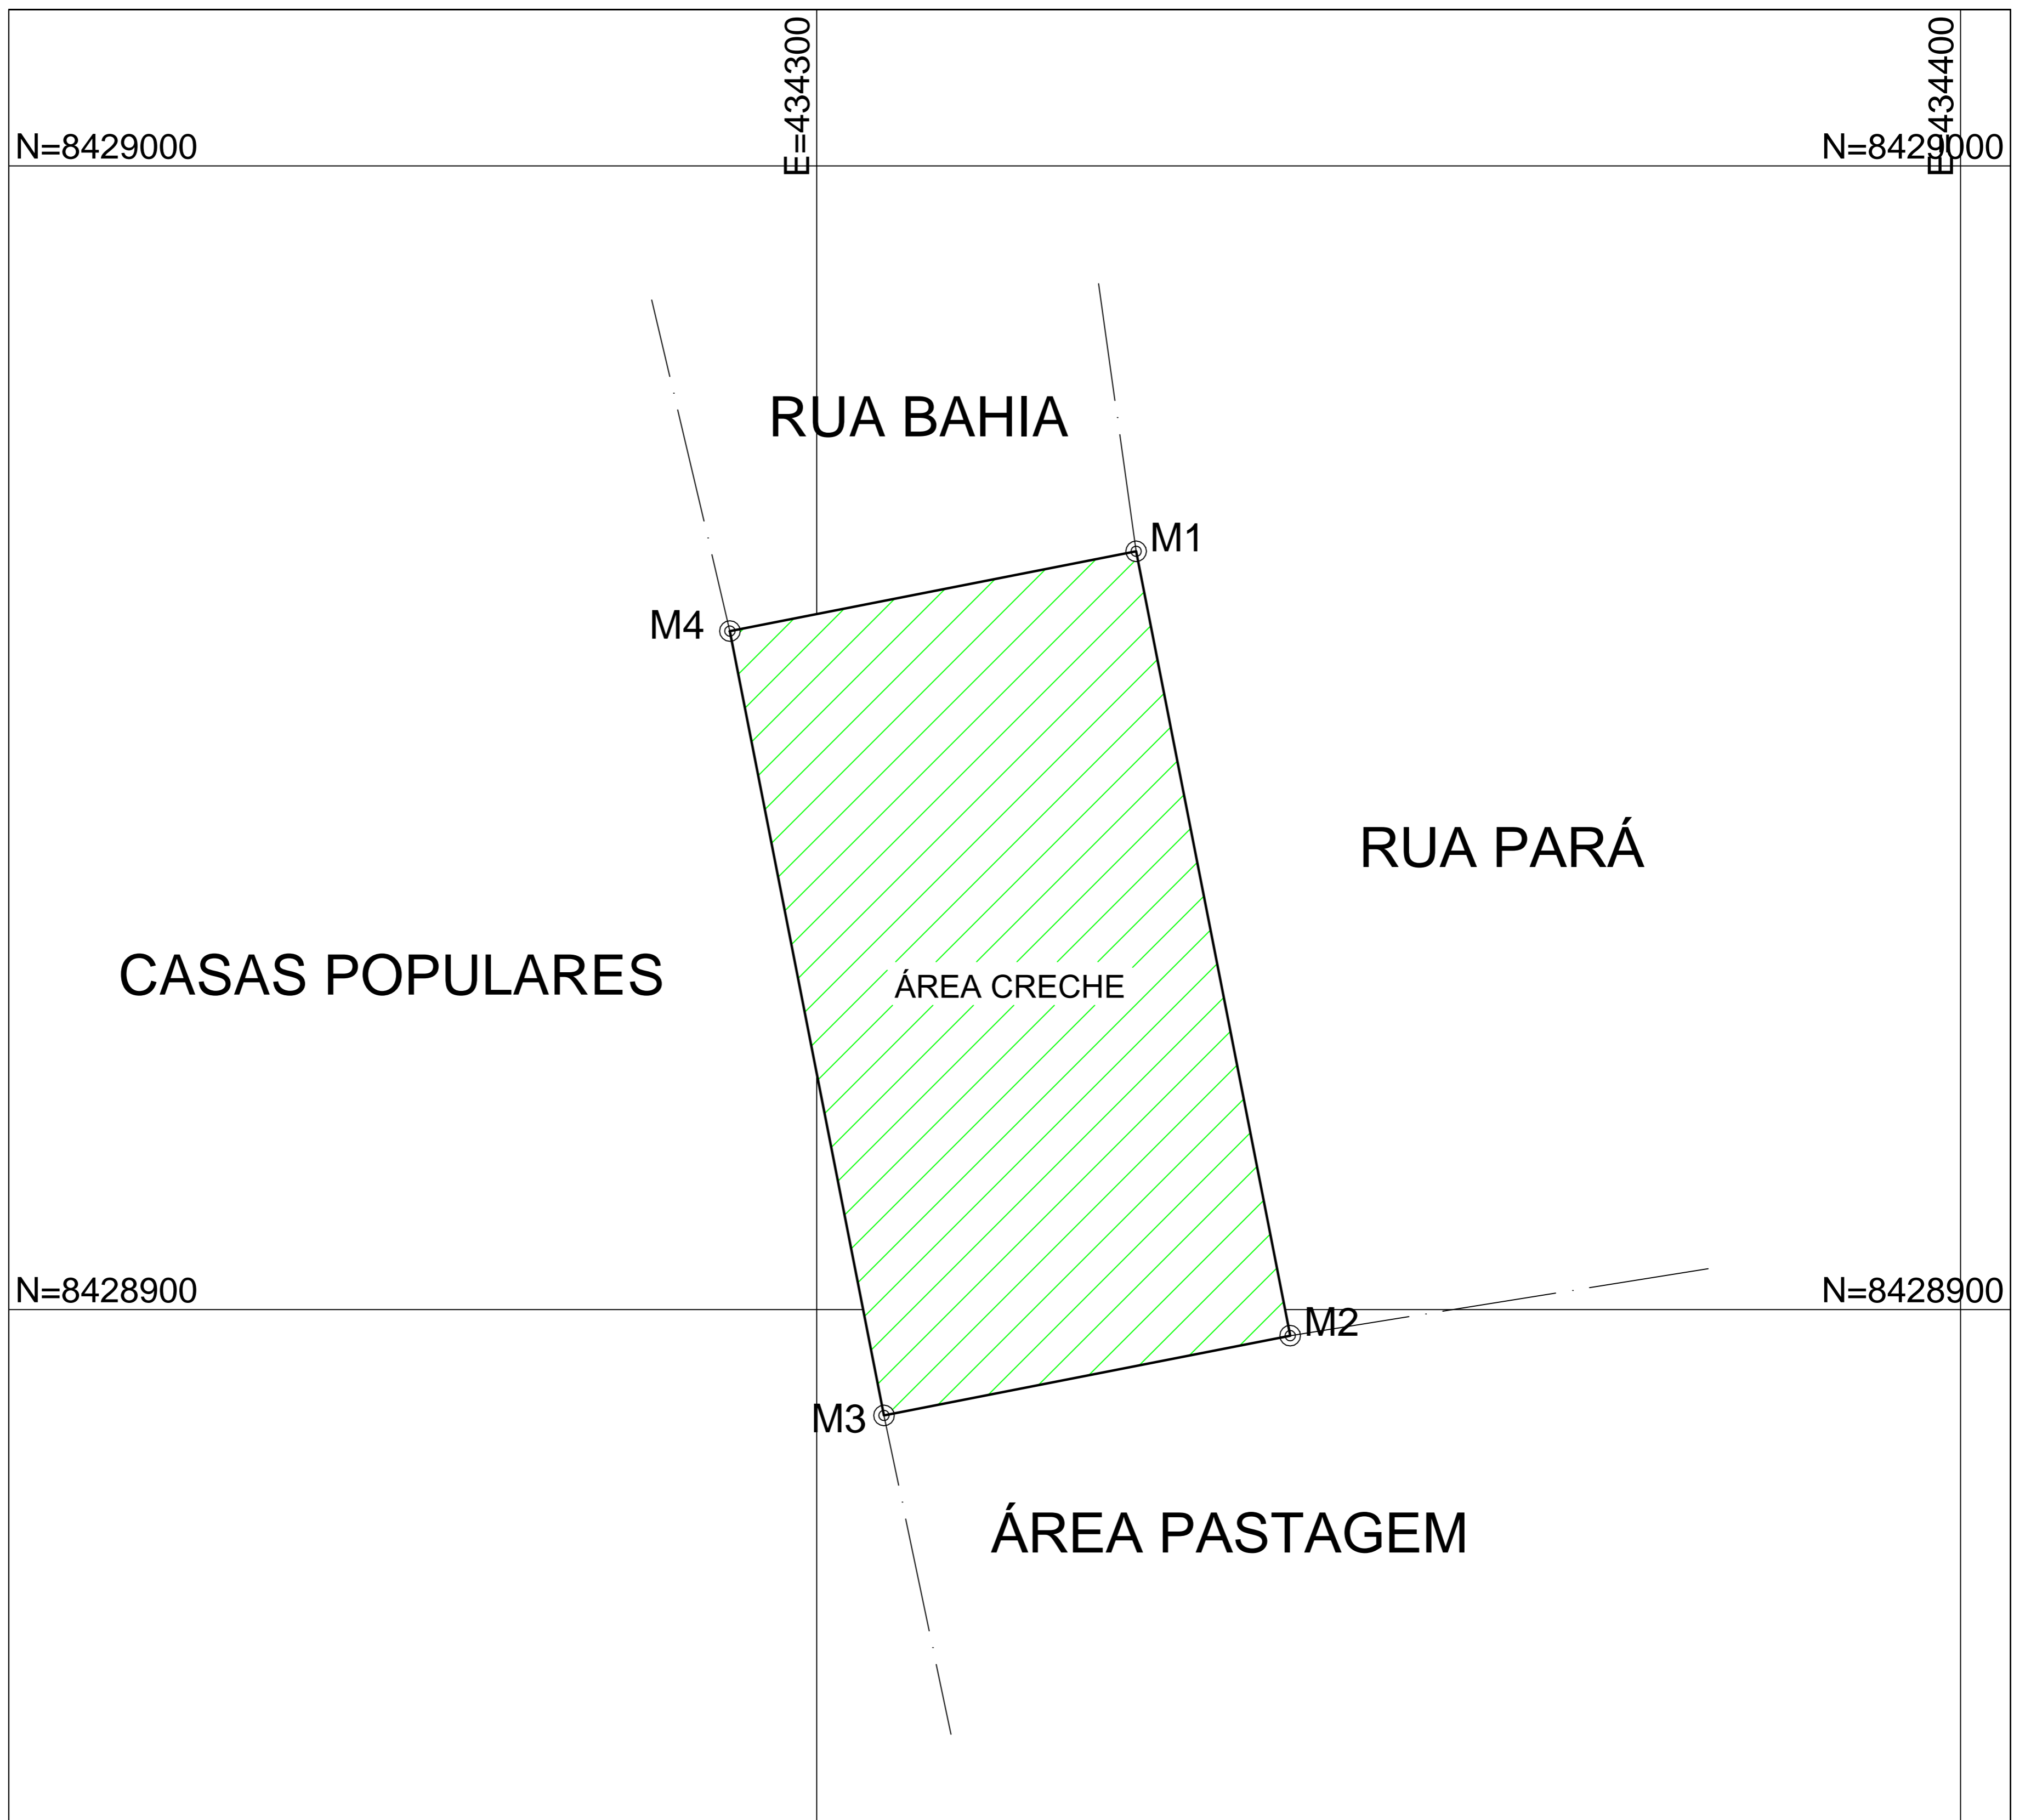 E=434300
E=434400
N=8429000
N=8429000
RUA BAHIA
M1
M4
RUA PARÁ
CASAS POPULARES
ÁREA CRECHE
N=8428900
N=8428900
M2
M3
ÁREA PASTAGEM